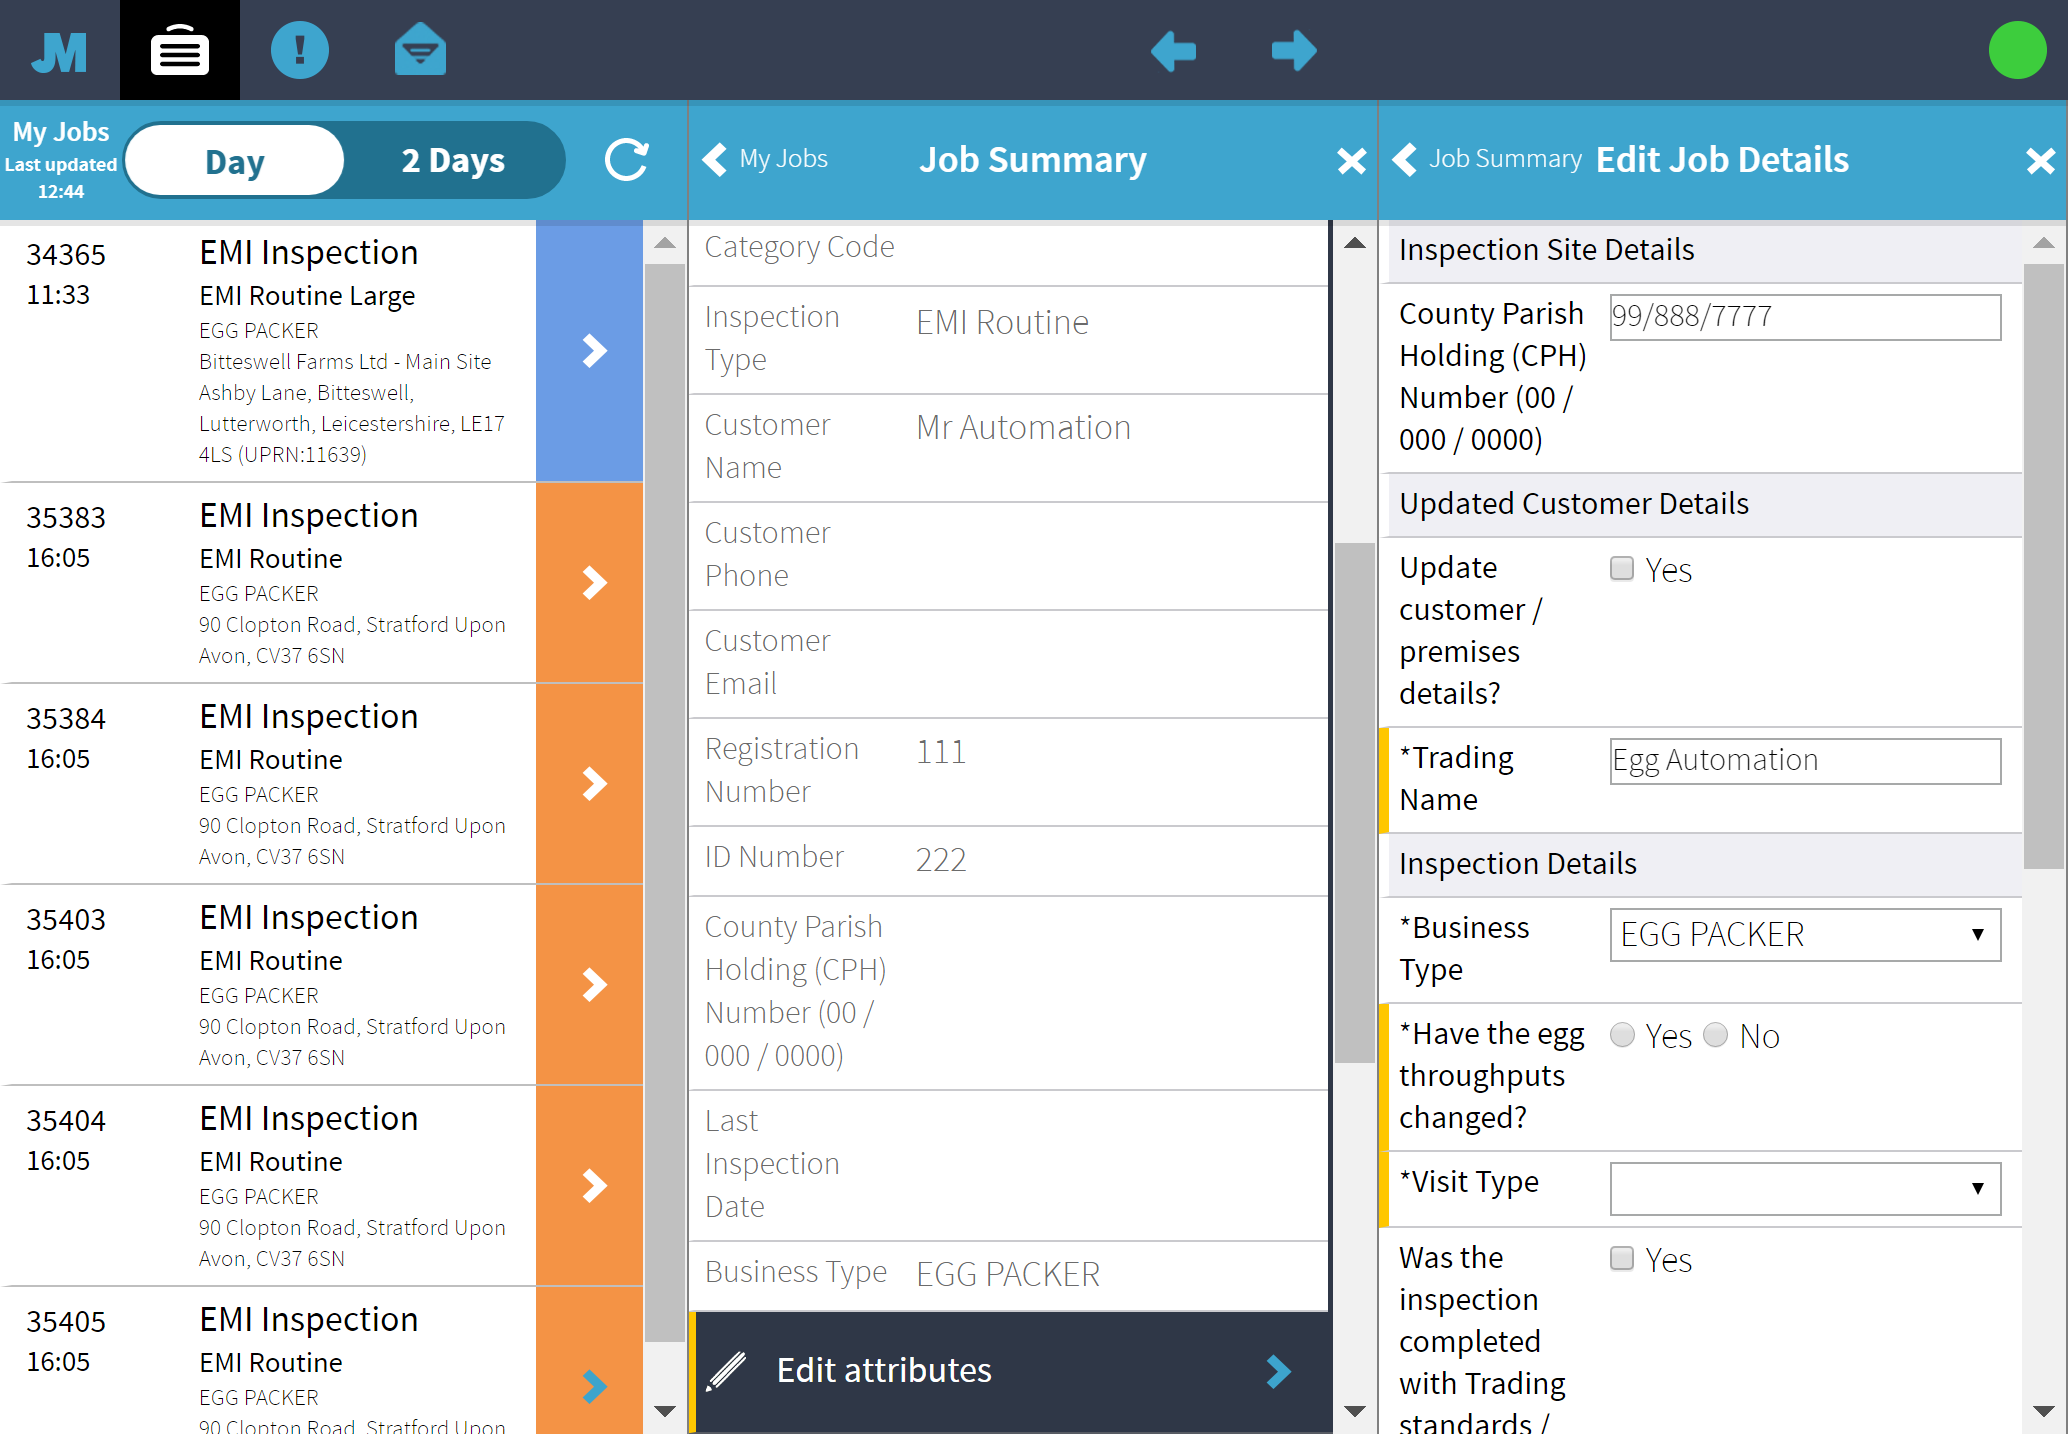 JM
My Jobs
Last updated
12:44
Day
2 Days
My Jobs
Job Summary
Job Summary
Edit Job Details
34365
11:33
EMI Inspection
EMI Routine Large
EGG PACKER
Bitteswell Farms Ltd - Main Site
Ashby Lane, Bitteswell,
Lutterworth, Leicestershire, LE17
4LS (UPRN:11639)
35383
16:05
EMI Inspection
EMI Routine
EGG PACKER
90 Clopton Road, Stratford Upon
Avon, CV37 6SN
35384
16:05
EMI Inspection
EMI Routine
EGG PACKER
90 Clopton Road, Stratford Upon
Avon, CV37 6SN
35403
16:05
EMI Inspection
EMI Routine
EGG PACKER
90 Clopton Road, Stratford Upon
Avon, CV37 6SN
35404
16:05
EMI Inspection
EMI Routine
EGG PACKER
90 Clopton Road, Stratford Upon
Avon, CV37 6SN
35405
16:05
EMI Inspection
EMI Routine
EGG PACKER
90 Clopton Road, Stratford Upon
Category Code
Inspection
Type
EMI Routine
Customer
Name
Mr Automation
Customer
Phone
Customer
Email
Registration
Number
111
ID Number
222
County Parish
Holding (CPH)
Number (00 /
000 / 0000)
Last
Inspection
Date
Business Type
EGG PACKER
Edit attributes
Inspection Site Details
County Parish
Holding (CPH)
Number (00 /
000 / 0000)
99/888/7777
Updated Customer Details
Update
customer /
premises
details?
Yes
*Trading
Name
Egg Automation
Inspection Details
*Business
Type
EGG PACKER
*Have the egg
throughputs
changed?
Yes No
*Visit Type
Was the
inspection
completed
with Trading
standards /
Yes